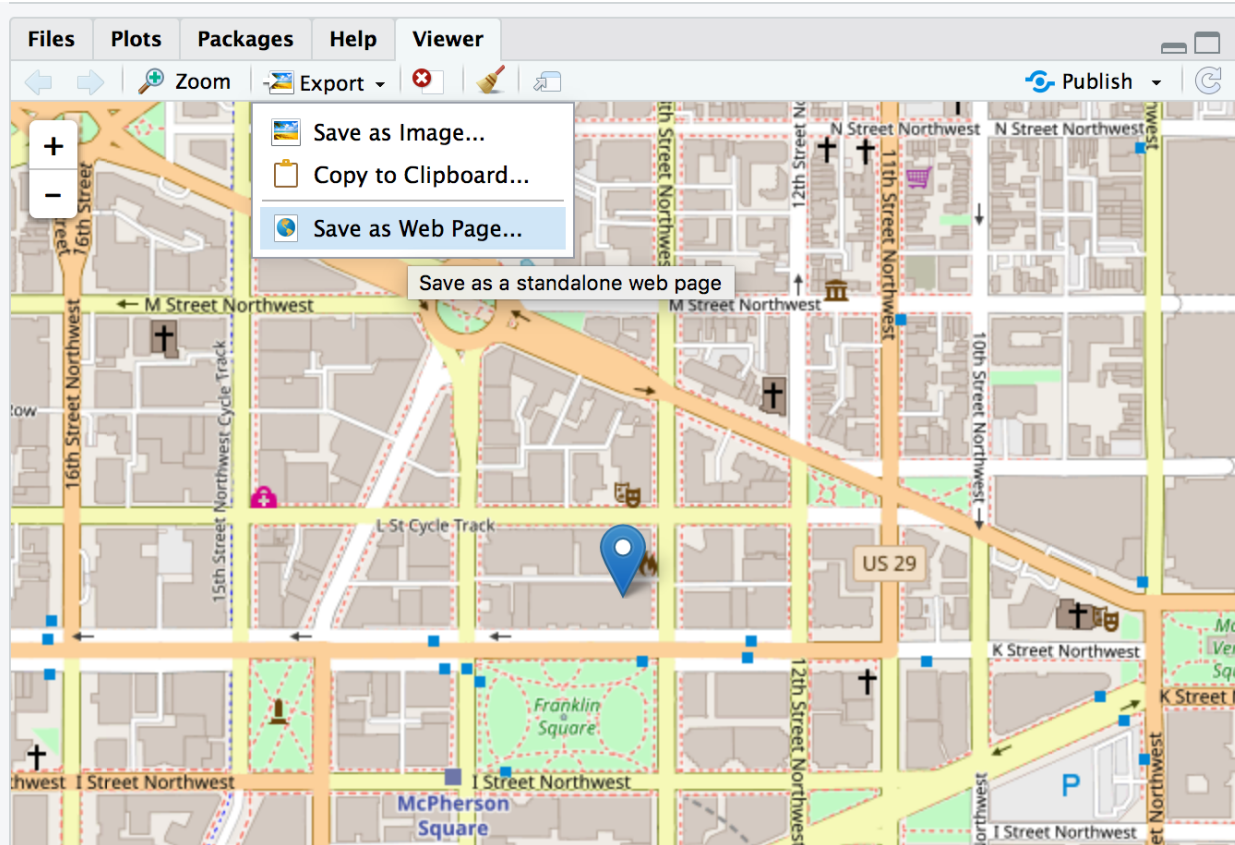 Files Plots Packages Help Viewer
Zoom Export Publish
Save as Image...
Copy to Clipboard...
Save as Web Page...
Save as a standalone web page
+
−
N Street Northwest N Street Northwest
16th Street
12th Street
11th Street Northwest
M Street Northwest
M Street Northwest
16th Street Northwest
15th Street Northwest Cycle Track
10th Street Northwest
L St Cycle Track
US 29
K Street Northwest
K Street
12th Street Northwest
Franklin
Square
I Street Northwest
I Street Northwest
P
McPherson
Square
I Street Northwest